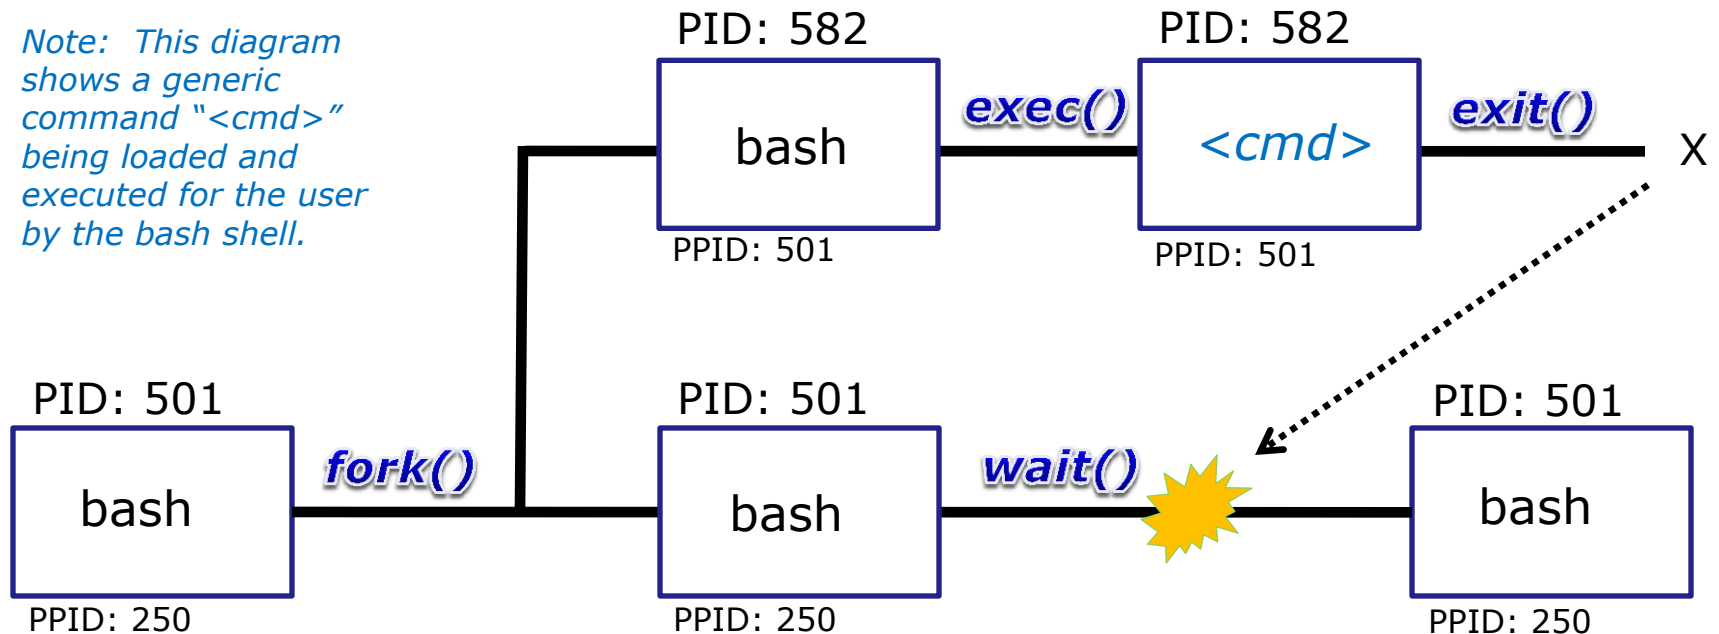 Note:  This diagram
shows a generic
command “<cmd>”
being loaded and
executed for the user
by the bash shell.
PID: 582
bash
PPID: 501
exec()
PID: 582
<cmd>
PPID: 501
exit()
X
PID: 501
bash
PPID: 250
fork()
PID: 501
bash
PPID: 250
wait()
PID: 501
bash
PPID: 250